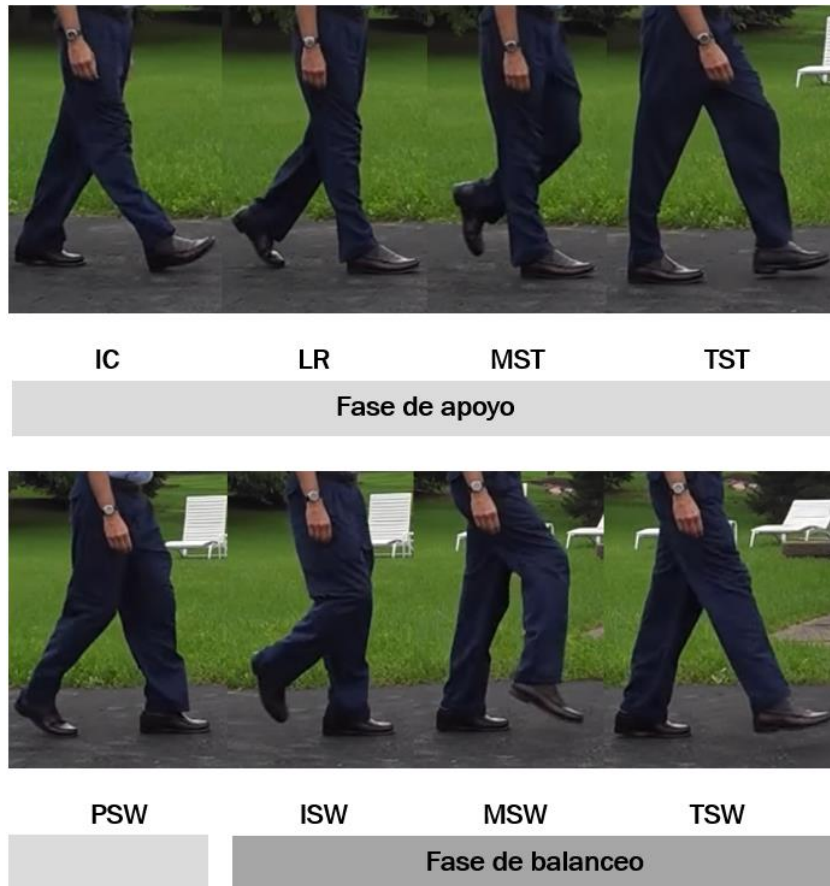 IC LR MST TST
Fase de apoyo
PSW ISW MSW TSW
Fase de balanceo